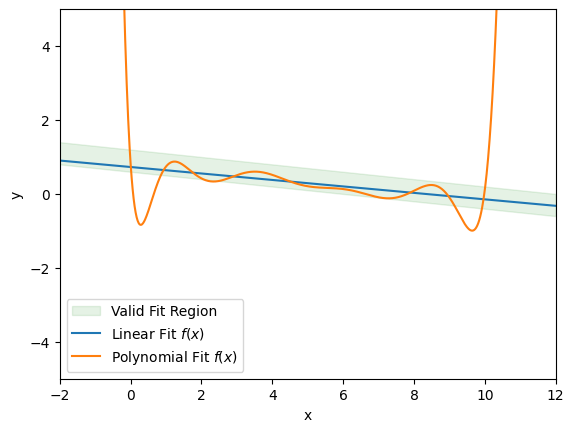 4
2
0
−2
−4
y
Valid Fit Region
Linear Fit f(x)
Polynomial Fit f(x)
−2 0 2 4 6 8 10 12
x